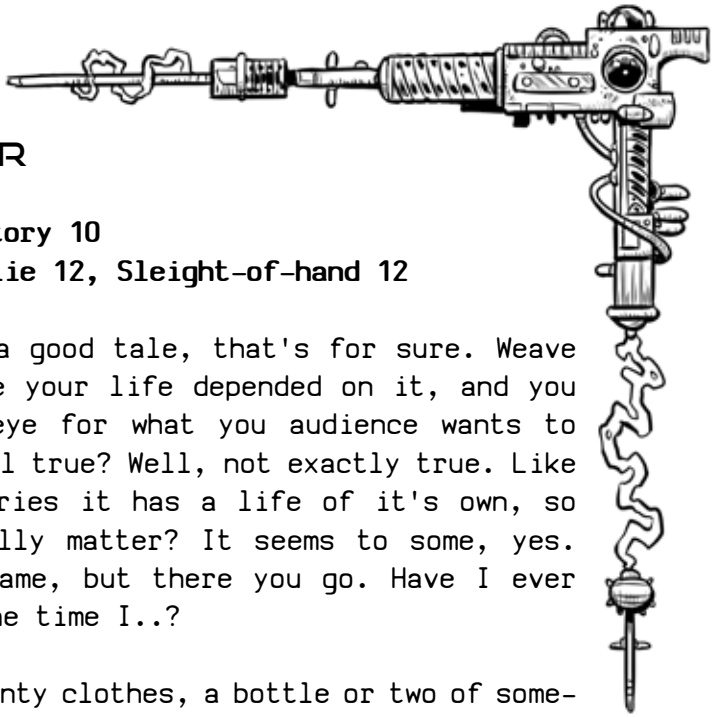 R
tory 10
lie 12, Sleight-of-hand 12
a good tale, that's for sure. Weave
e your life depended on it, and you
eye for what you audience wants to
l true? Well, not exactly true. Like
ries it has a life of it's own, so
lly matter? It seems to some, yes.
ame, but there you go. Have I ever
he time I..?
nty clothes, a bottle or two of some-